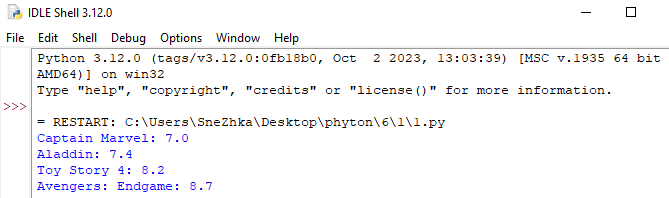 IDLE Shell 3.12.0
File Edit Shell Debug Options Window Help
Python 3.12.0 (tags/v3.12.0:0fb18b0, Oct  2 2023, 13:03:39) [MSC v.1935 64 bit
AMD64)] on win32
Type "help", "copyright", "credits" or "license()" for more information.
>>>
= RESTART: C:\Users\SneZhka\Desktop\phyton\6\1\1.py
Captain Marvel: 7.0
Aladdin: 7.4
Toy Story 4: 8.2
Avengers: Endgame: 8.7